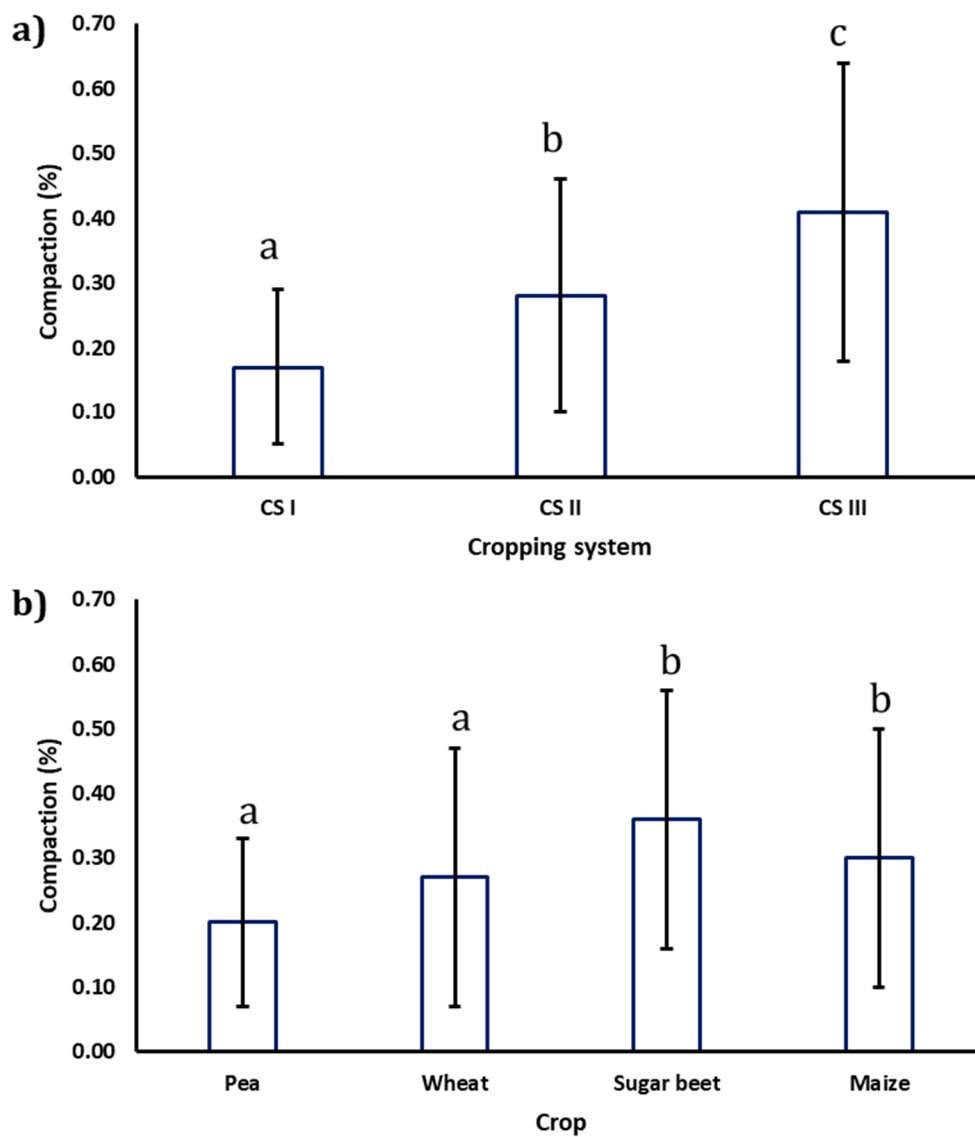 a)
Compaction (%)
0.70
0.60
0.50
0.40
0.30
0.20
0.10
0.00
a
b
c
CS I
CS II
CS III
Cropping system
b)
Compaction (%)
0.70
0.60
0.50
0.40
0.30
0.20
0.10
0.00
a
a
b
b
Pea
Wheat
Sugar beet
Maize
Crop